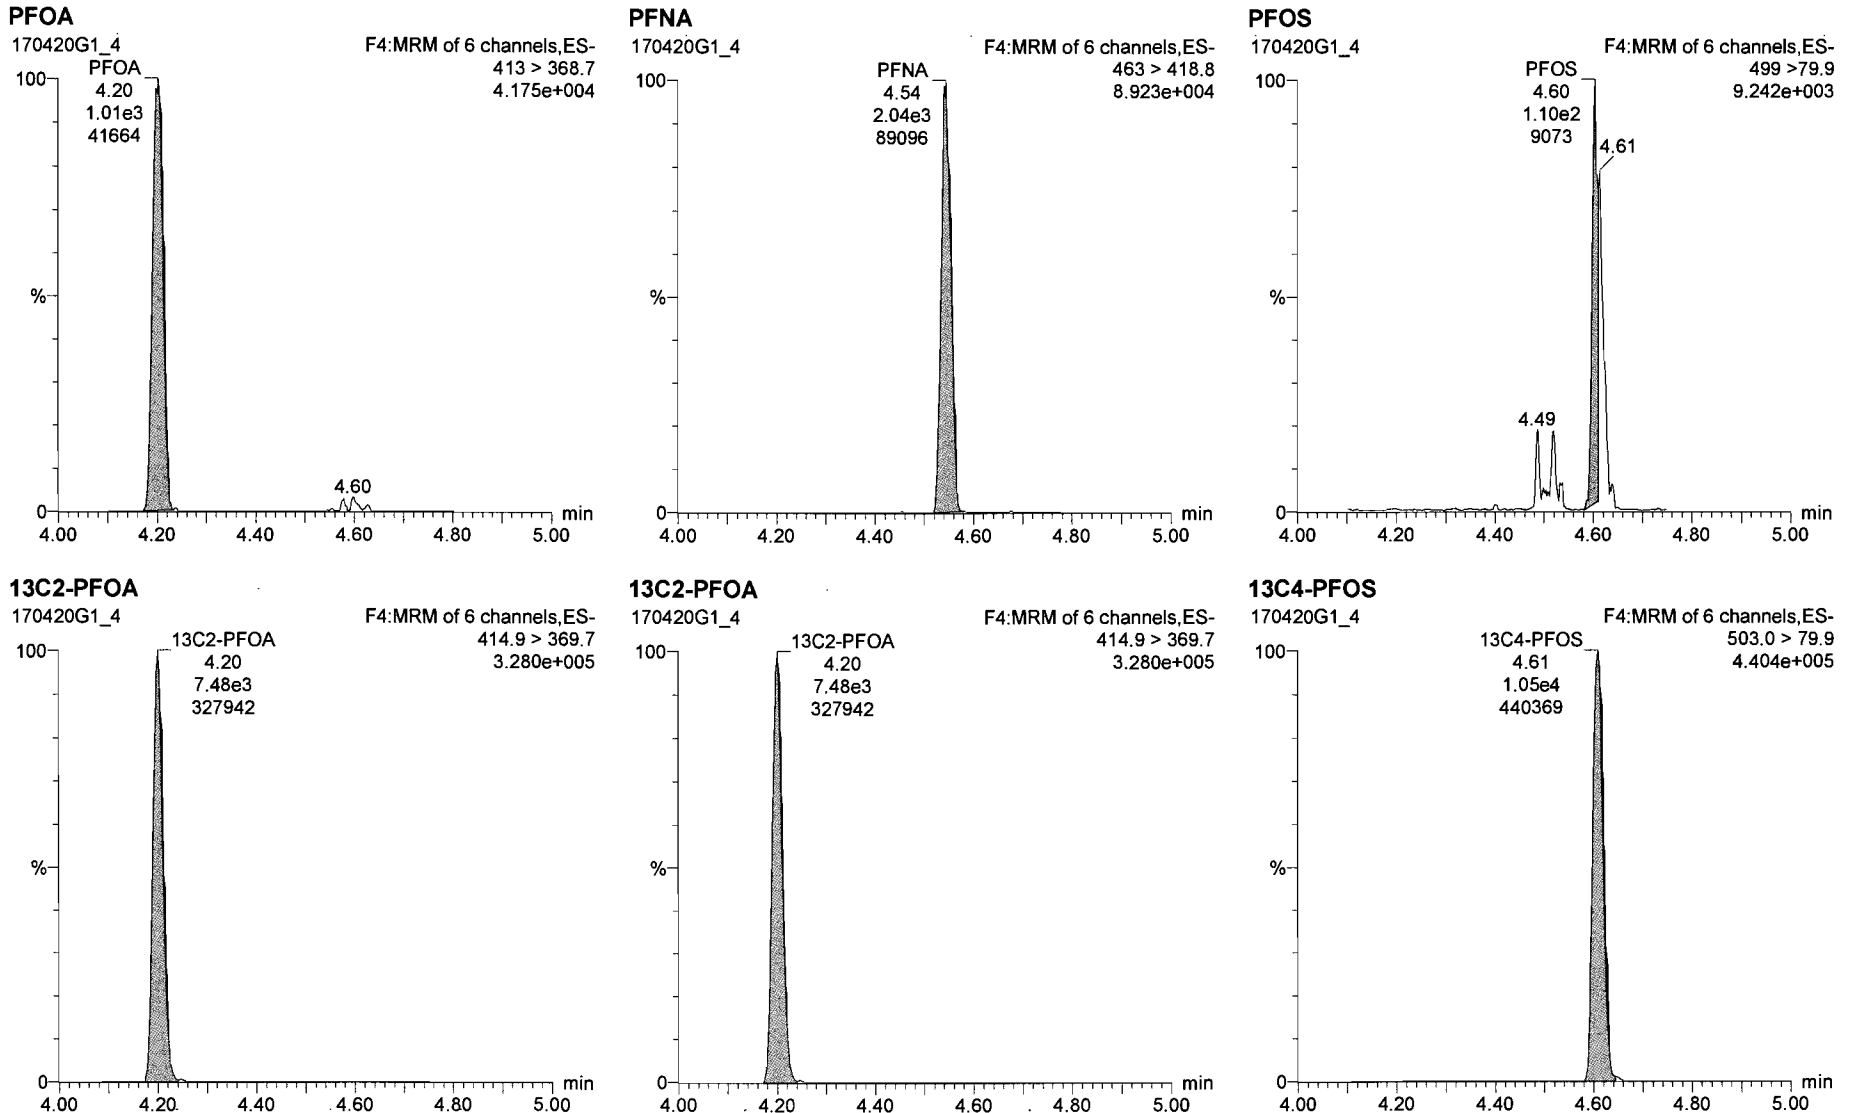 PFOA
170420G1_4
F4:MRM of 6 channels,ES-
413 > 368.7
4.175e+004
100
PFOA
4.20
1.01e3
41664
%
4.60
0
min
4.00 4.20 4.40 4.60 4.80 5.00
PFNA
170420G1_4
F4:MRM of 6 channels,ES-
463 > 418.8
8.923e+004
100
PFNA
4.54
2.04e3
89096
%
0
min
4.00 4.20 4.40 4.60 4.80 5.00
PFOS
170420G1_4
F4:MRM of 6 channels,ES-
499 >79.9
9.242e+003
100
PFOS
4.60
1.10e2
9073
4.61
%
4.49
0
min
4.00 4.20 4.40 4.60 4.80 5.00
13C2-PFOA
170420G1_4
F4:MRM of 6 channels,ES-
414.9 > 369.7
3.280e+005
100
13C2-PFOA
4.20
7.48e3
327942
%
0
min
4.00 4.20 4.40 4.60 4.80 5.00
13C2-PFOA
170420G1_4
F4:MRM of 6 channels,ES-
414.9 > 369.7
3.280e+005
100
13C2-PFOA
4.20
7.48e3
327942
%
0
min
4.00 4.20 4.40 4.60 4.80 5.00
13C4-PFOS
170420G1_4
F4:MRM of 6 channels,ES-
503.0 > 79.9
4.404e+005
100
13C4-PFOS
4.61
1.05e4
440369
%
0
min
4.00 4.20 4.40 4.60 4.80 5.00